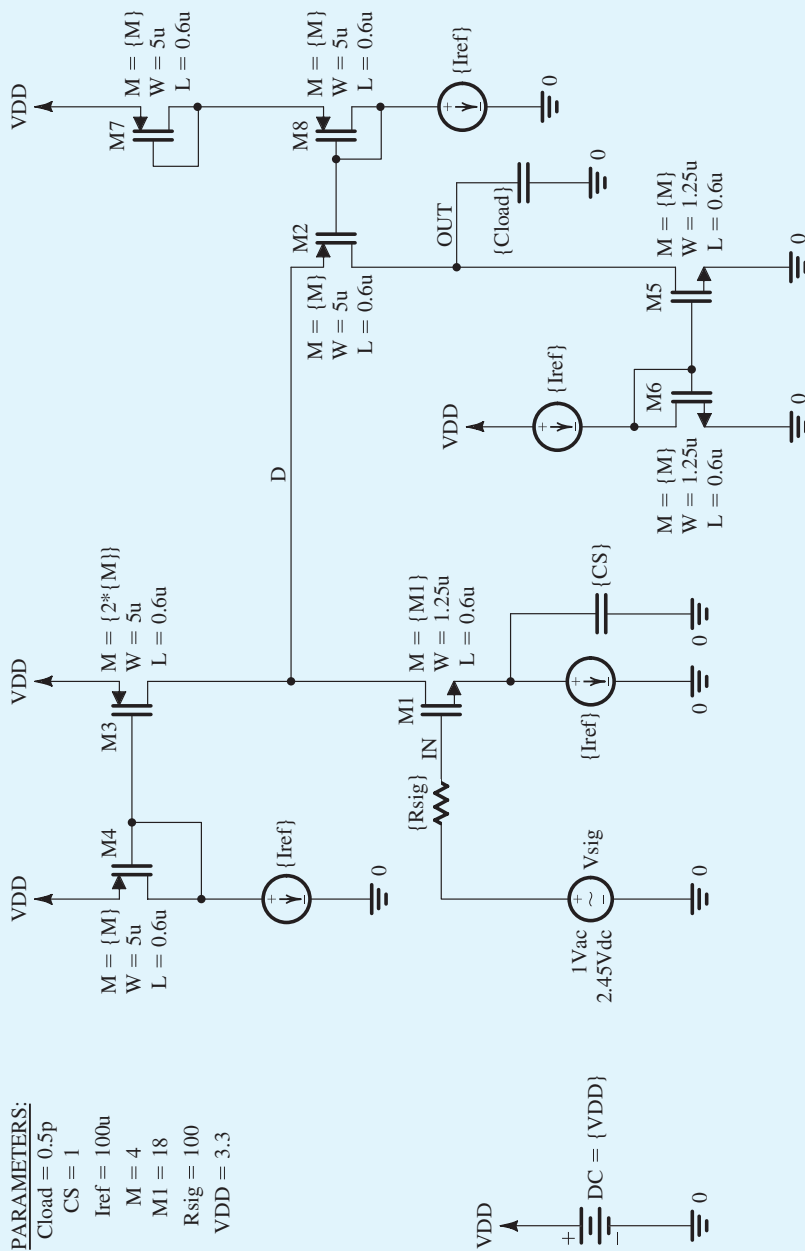 PARAMETERS:
Cload = 0.5p
CS = 1
Iref = 100u
M = 4
M1 = 18
Rsig = 100
VDD = 3.3
VDD
DC = {VDD}
0
VDD
M4
M = {M}
W = 5u
L = 0.6u
{Iref}
0
VDD
M3
M = {2*{M}}
W = 5u
L = 0.6u
D
{Rsig}
IN
M1
M = {M1}
W = 1.25u
L = 0.6u
1Vac
2.45Vdc
Vsig
0
{Iref}
0
{CS}
0
VDD
{Iref}
M6
M = {M}
W = 1.25u
L = 0.6u
0
M5
M = {M}
W = 1.25u
L = 0.6u
0
M2
M = {M}
W = 5u
L = 0.6u
OUT
{Cload}
0
VDD
M7
M = {M}
W = 5u
L = 0.6u
M8
M = {M}
W = 5u
L = 0.6u
{Iref}
0